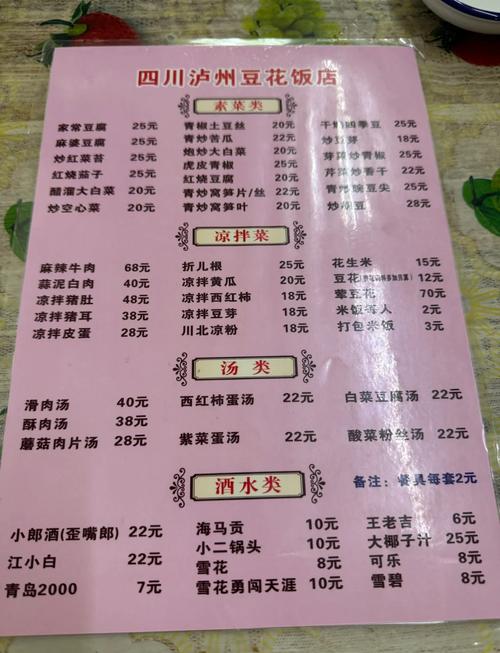 四川泸州豆花饭店
素菜类
家常豆腐 25元 青椒土豆丝 20元 干煸四季豆 25元
麻婆豆腐 25元 青炒苦瓜 22元 炒豆芽 18元
炒红菜苔 25元 炝炒大白菜 20元 芽菜炒青椒 25元
红烧茄子 25元 虎皮青椒 25元 芹菜炒香干 22元
醋溜大白菜 20元 红烧豆腐 20元 青炒豌豆尖 25元
炒空心菜 20元 青炒窝笋片/丝 22元 炒豆 28元
青炒窝笋叶 20元
凉拌菜
麻辣牛肉 68元 折儿根 25元 花生米 15元
蒜泥白肉 40元 凉拌黄瓜 20元 豆花 12元
凉拌猪肚 48元 凉拌西红柿 18元 荤豆花 70元
凉拌猪耳 38元 凉拌豆芽 18元 米饭每人 2元
凉拌皮蛋 28元 川北凉粉 18元 打包米饭 3元
汤类
滑肉汤 40元 西红柿蛋汤 22元 白菜豆腐汤 22元
酥肉汤 38元
蘑菇肉片汤 28元 紫菜蛋汤 22元 酸菜粉丝汤 22元
酒水类
备注：餐具每套2元
小郎酒(歪嘴郎) 22元 海马贡 10元 王老吉 6元
江小白 22元 小二锅头 10元 大椰子汁 25元
青岛2000 7元 雪花 8元 可乐 8元
雪花勇闯天涯 10元 雪碧 8元